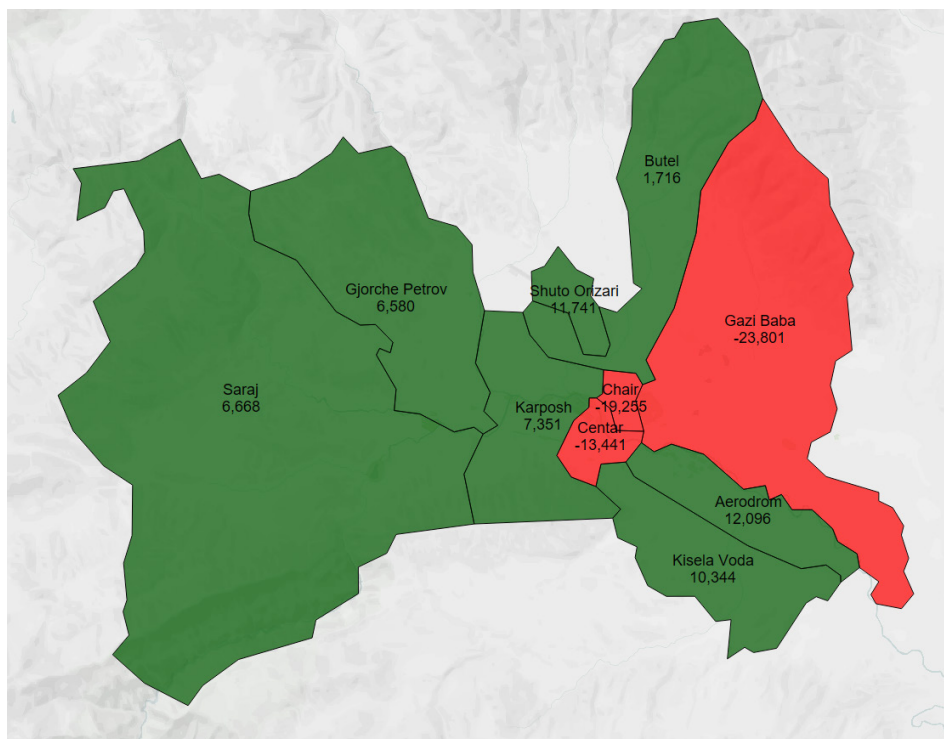 Butel
1,716
Shuto Orizari
11,741
Gjorche Petrov
6,580
Gazi Baba
-23,801
Saraj
6,668
Chair
-19,255
Karposh
7,351
Centar
-13,441
Aerodrom
12,096
Kisela Voda
10,344